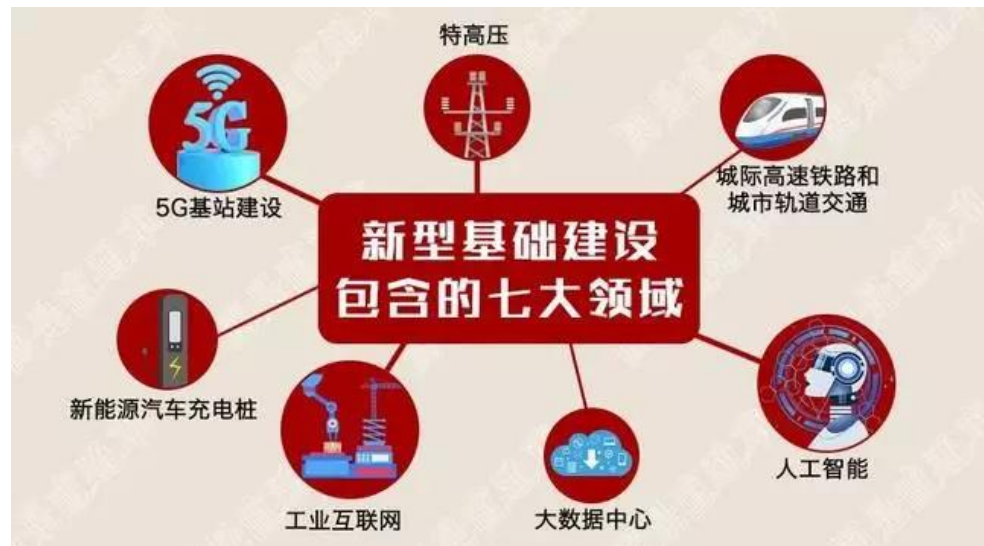 特高压
5G
5G基站建设
城际高速铁路和
城市轨道交通
新型基础建设
包含的七大领域
新能源汽车充电桩
工业互联网
大数据中心
人工智能